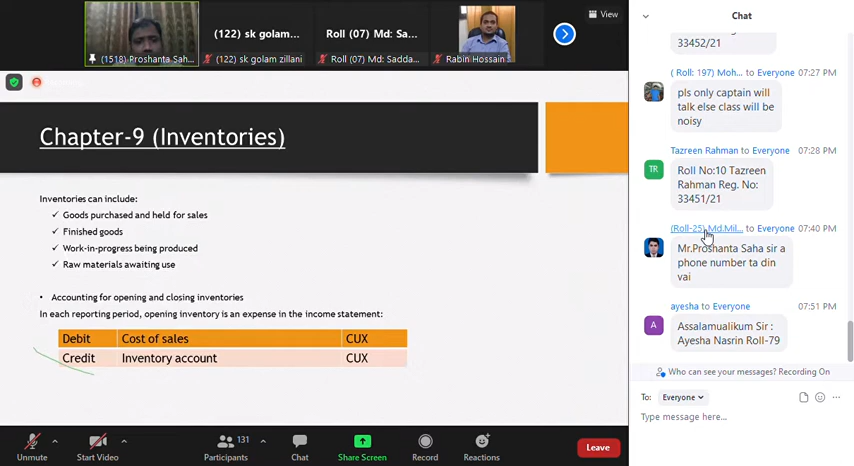 (122) sk golam zillani
Roll (07) Md: Sa...
View
(1518) Proshanta Sah...
(122) sk golam zillani
Roll (07) Md: Sadda...
Rabin Hossain
Chapter-9 (Inventories)
Inventories can include:
✓ Goods purchased and held for sales
✓ Finished goods
✓ Work-in-progress being produced
✓ Raw materials awaiting use
• Accounting for opening and closing inventories
In each reporting period, opening inventory is an expense in the income statement:
Debit Cost of sales CUX
Credit Inventory account CUX
Unmute
Start Video
131
Participants
Chat
Share Screen
Record
Reactions
Leave
Chat
33452/21
( Roll: 197) Moh... to Everyone 07:27 PM
pls only captain will
talk else class will be
noisy
Tazreen Rahman to Everyone 07:28 PM
TR
Roll No:10 Tazreen
Rahman Reg. No:
33451/21
(Roll-25) Md.Mil... to Everyone 07:40 PM
Mr.Proshanta Saha sir a
phone number ta din
vai
ayesha to Everyone 07:51 PM
A
Assalamualikum Sir :
Ayesha Nasrin Roll-79
Who can see your messages? Recording On
To: Everyone
Type message here...